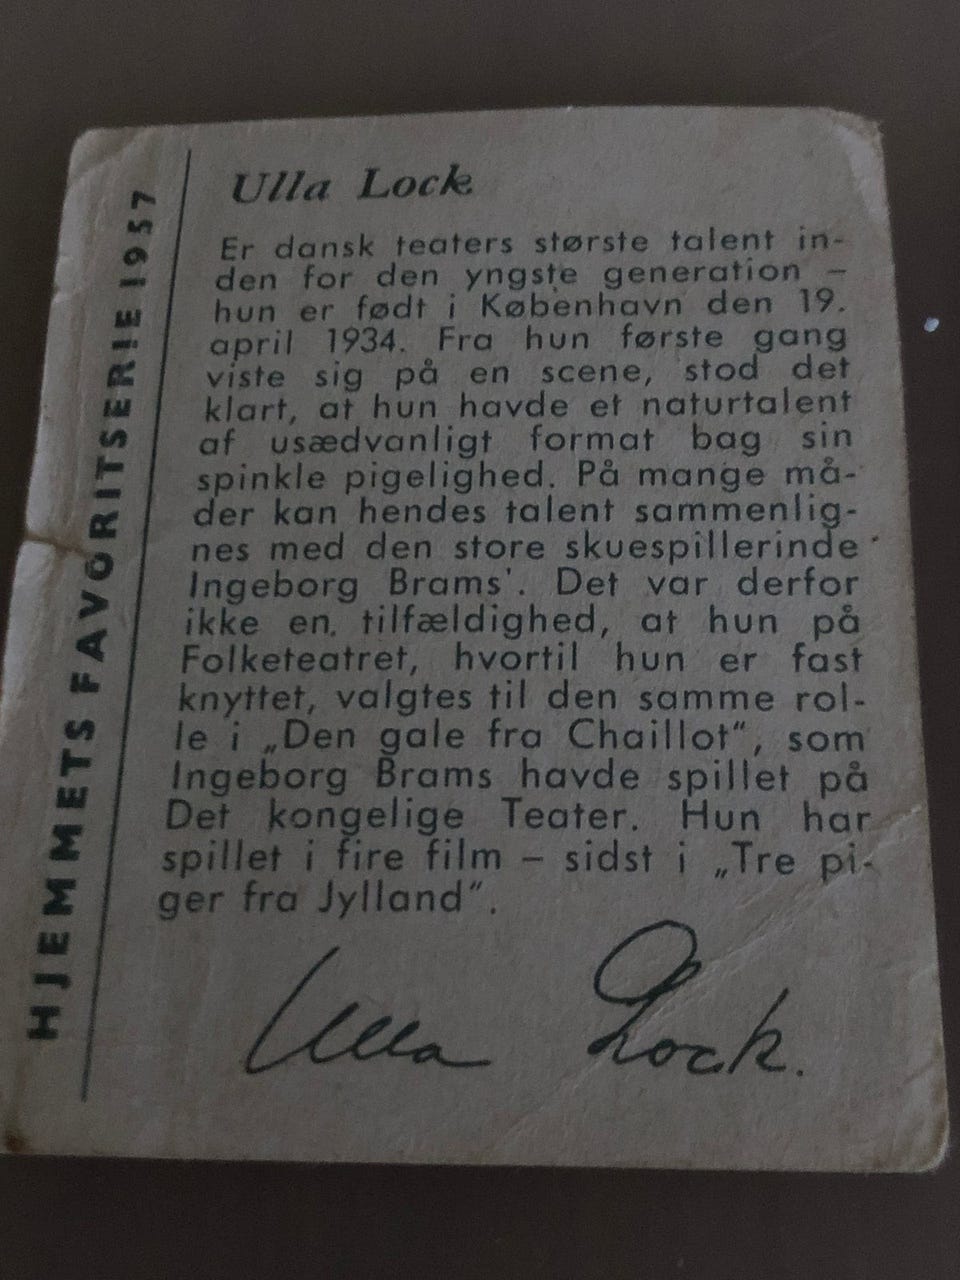 HJEMMETS FAVORITSERIE 1957
Ulla Lock
Er dansk teaters største talent in-
den for den yngste generation –
hun er født i København den 19.
april 1934. Fra hun første gang
viste sig på en scene, stod det
klart, at hun havde et naturtalent
af usædvanligt format bag sin
spinkle pigelighed. På mange må-
der kan hendes talent sammenlig-
nes med den store skuespillerinde
Ingeborg Brams'. Det var derfor
ikke en tilfældighed, at hun på
Folketeatret, hvortil hun er fast
knyttet, valgtes til den samme rol-
le i „Den gale fra Chaillot“, som
Ingeborg Brams havde spillet på
Det kongelige Teater. Hun har
spillet i fire film – sidst i „Tre pi-
ger fra Jylland“.
Ulla Lock.